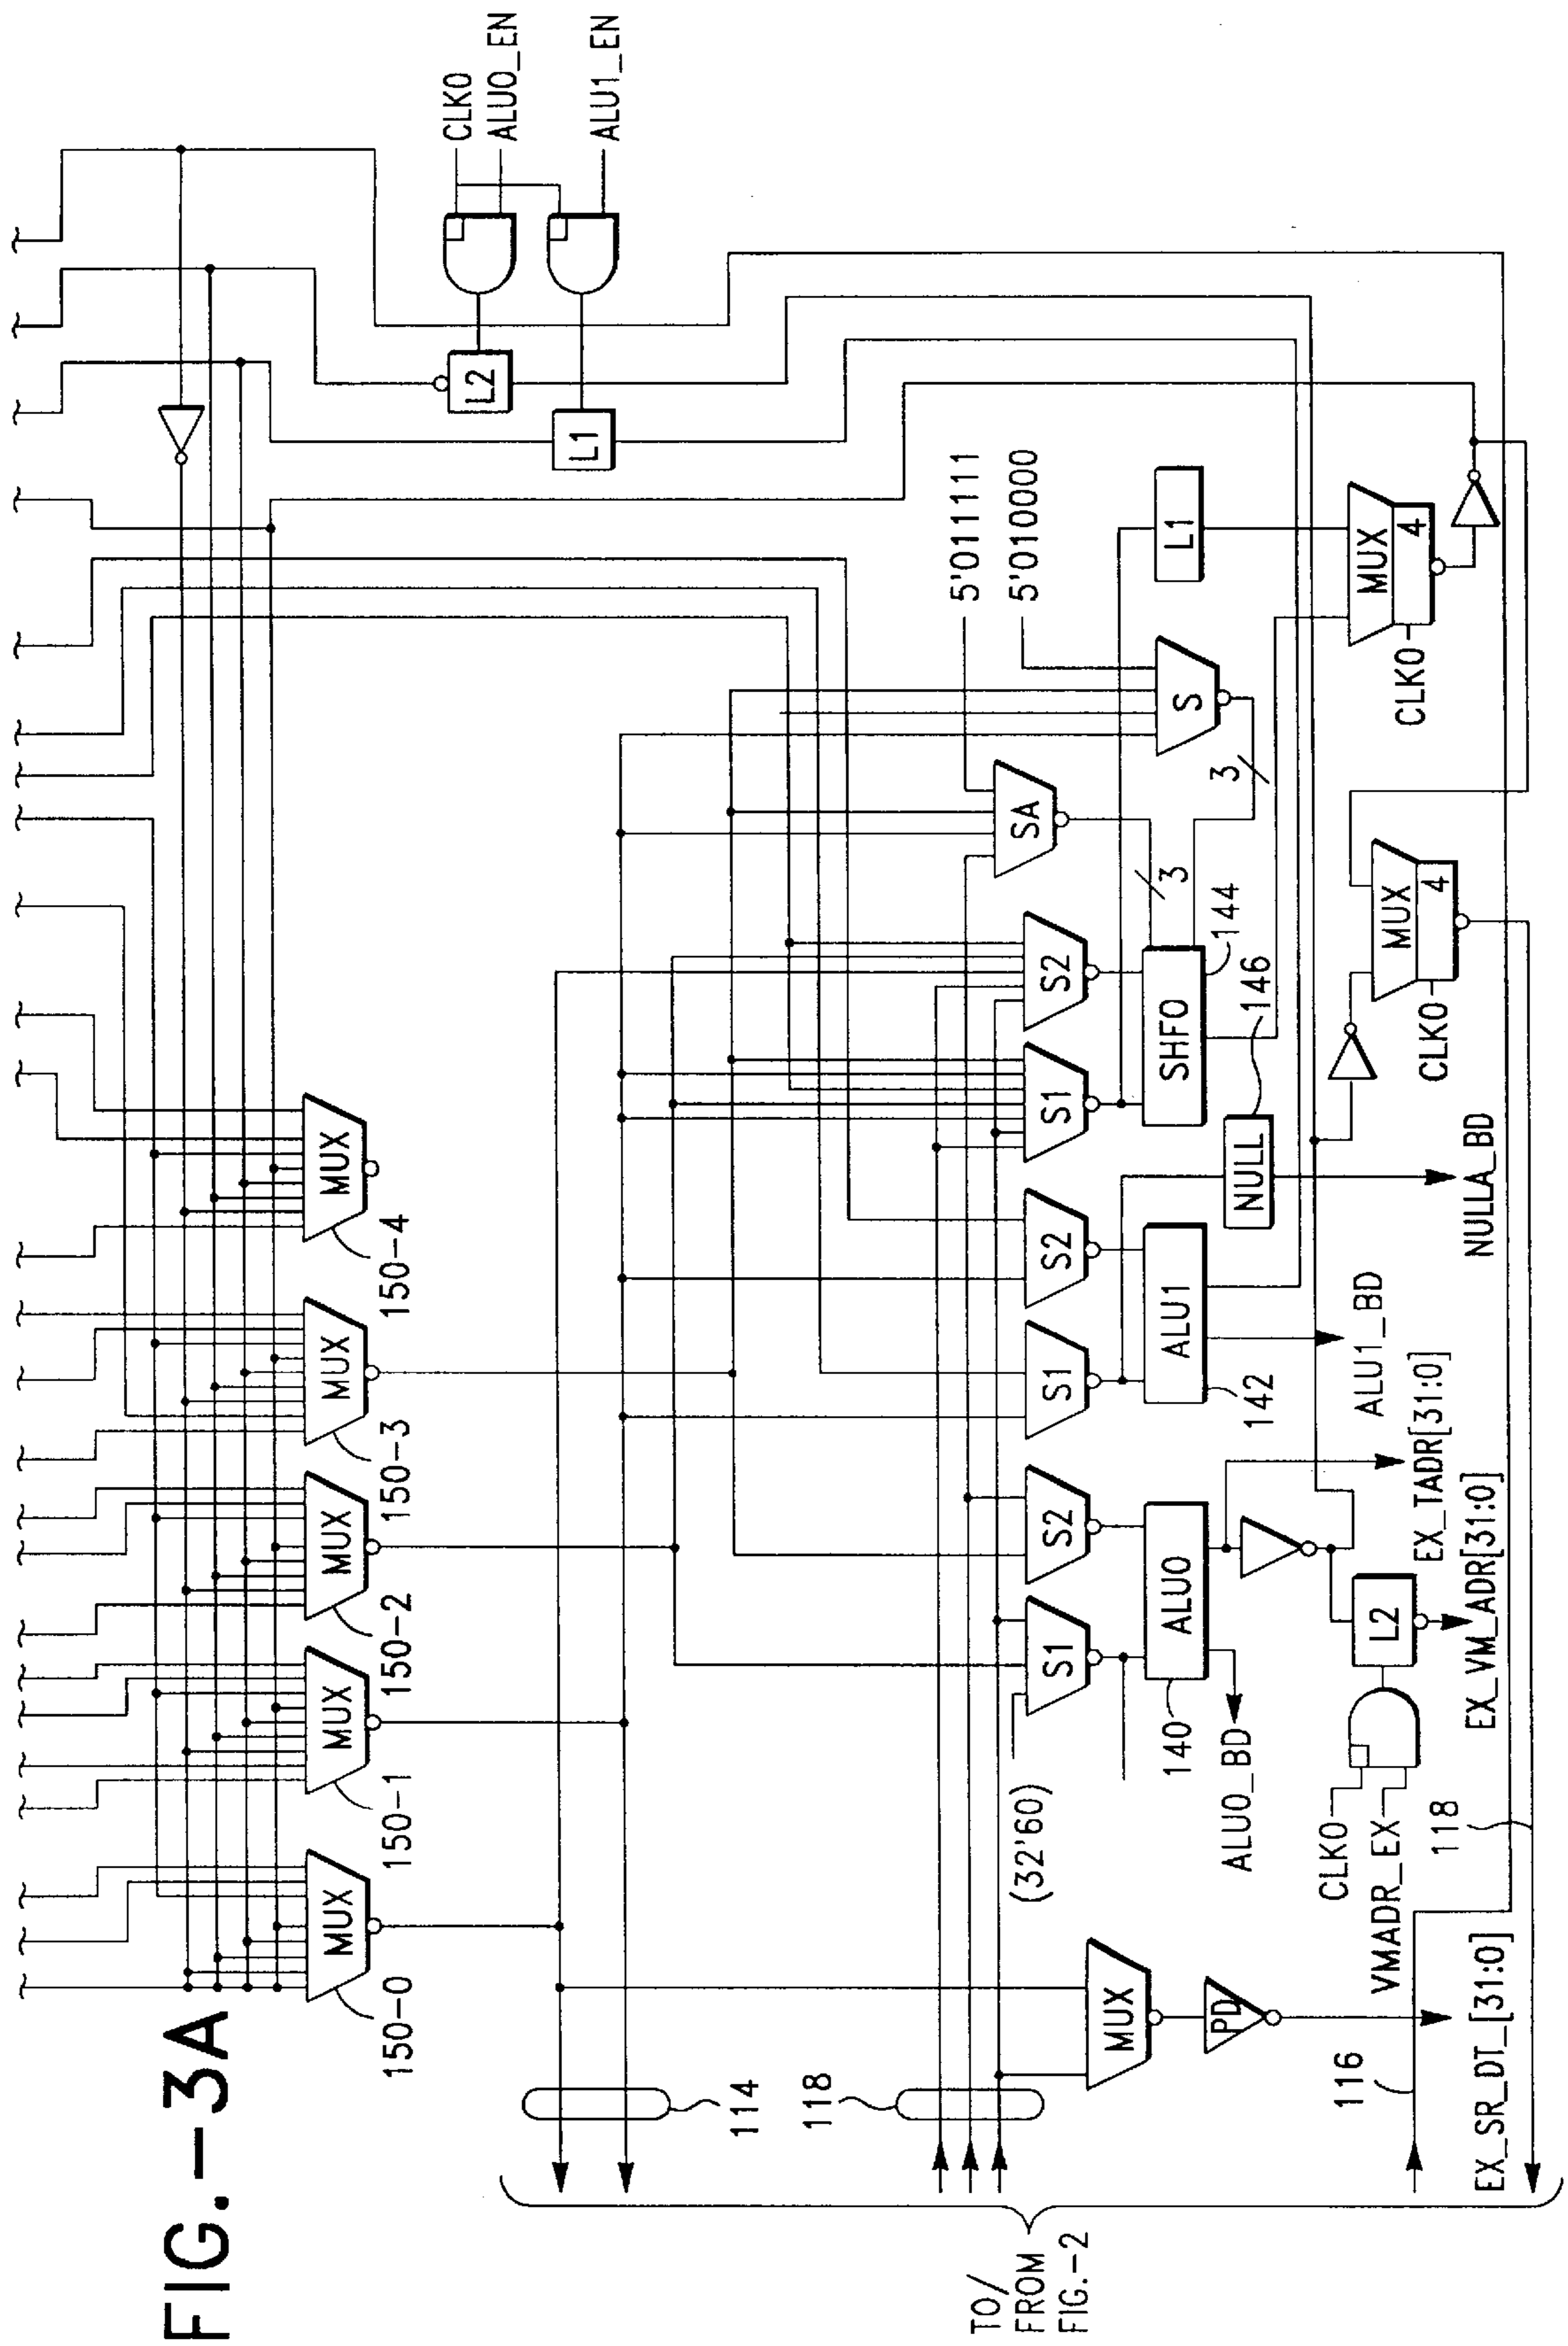 FIG.-3A
150-0
MUX
150-1
MUX
150-2
MUX
150-3
MUX
150-4
MUX
CLK0
ALU0_EN
ALU1_EN
L2
L1
114
118
TO/
FROM
FIG.-2
MUX
PD
116
EX_SR_DT_[31:0]
(32'60)
S1
S2
140
ALU0
ALU0_BD
CLK0
VMADR_EX
L2
118
EX_VM_ADR[31:0]
EX_TADR[31:0]
S1
S2
142
ALU1
ALU1_BD
NULL
146
NULLA_BD
S1
S2
SHF0
144
SA
3
S
3
5'011111
5'010000
L1
MUX
4
CLK0
MUX
4
CLK0